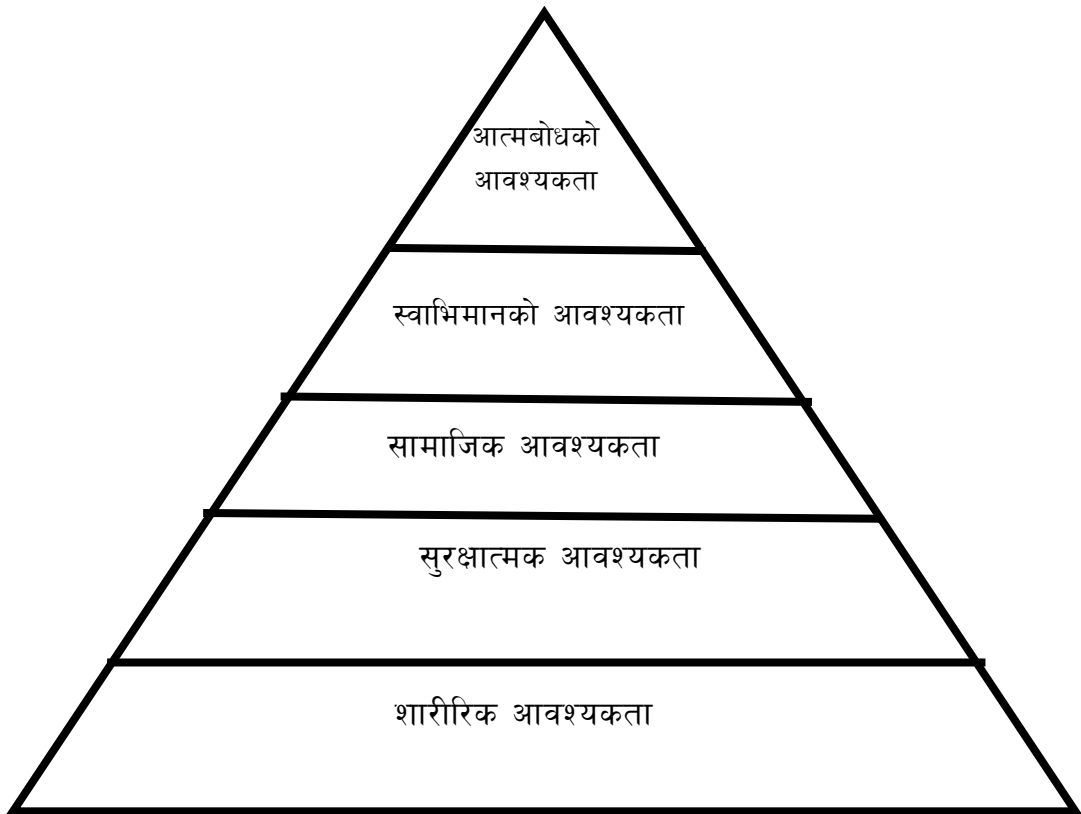 आत्मबोधको
आवश्यकता
स्वाभिमानको आवश्यकता
सामाजिक आवश्यकता
सुरक्षात्मक आवश्यकता
शारीरिक आवश्यकता